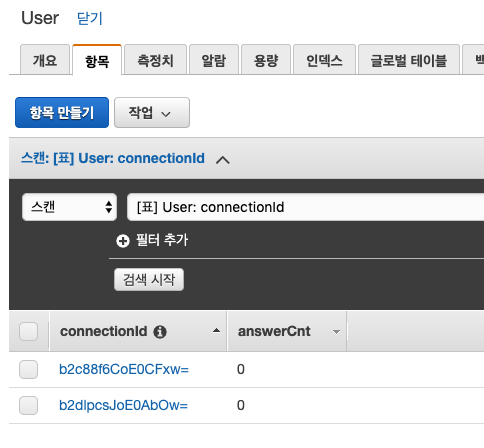 User 닫기
개요 항목 측정치 알람 용량 인덱스 글로벌 테이블
항목 만들기 작업
스캔: [표] User: connectionId
스캔 [표] User: connectionId
필터 추가
검색 시작
connectionId answerCnt
b2c88f6CoE0CFxw= 0
b2dlpcsJoE0AbOw= 0